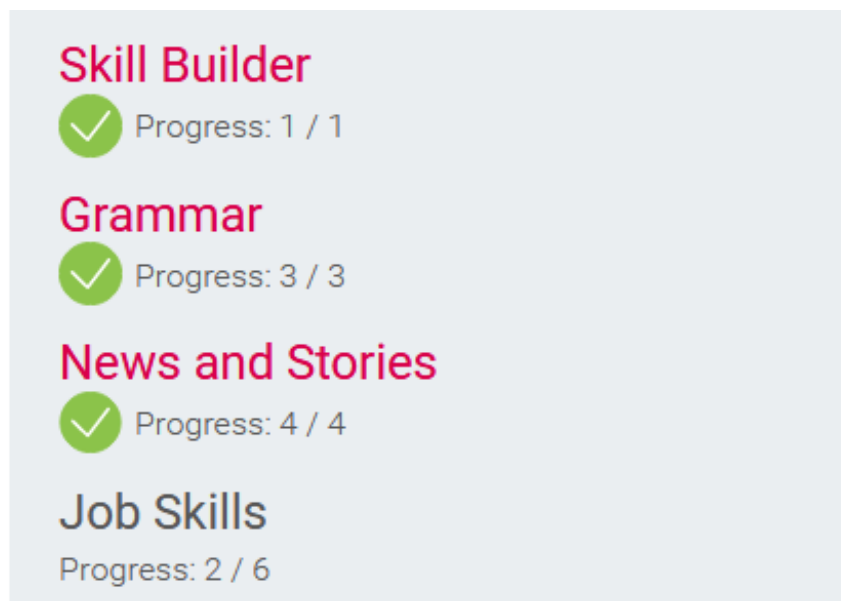 Skill Builder
Progress: 1 / 1
Grammar
Progress: 3 / 3
News and Stories
Progress: 4 / 4
Job Skills
Progress: 2 / 6